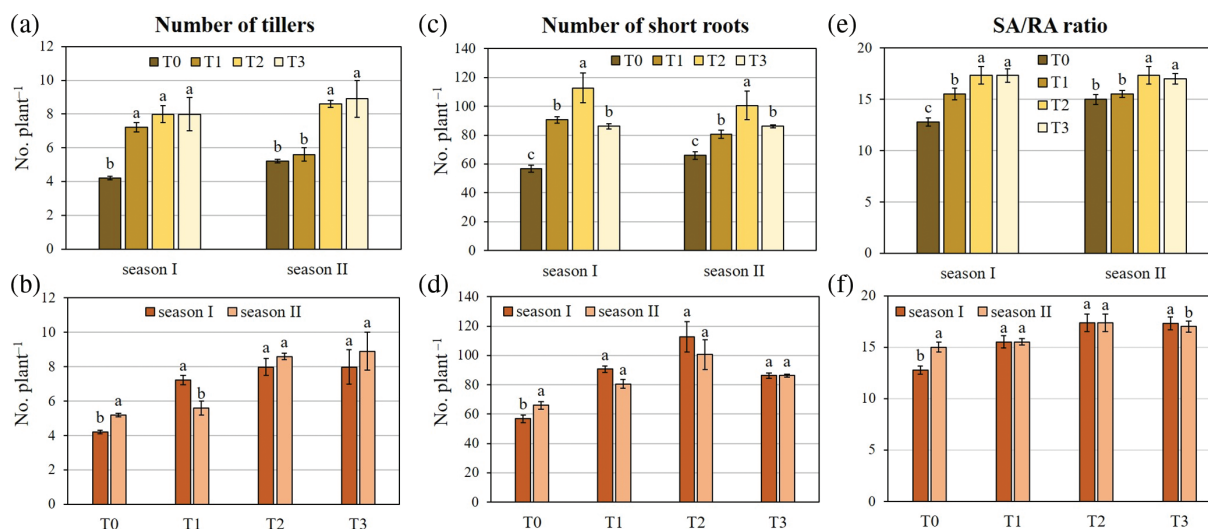 (a) Number of tillers
12
10
8
6
4
2
0
No. plant⁻¹
T0 T1 T2 T3
b a a a
b b a a
season I season II
(c) Number of short roots
140
120
100
80
60
40
20
0
No. plant⁻¹
T0 T1 T2 T3
c b a b
c b a b
season I season II
(e) SA/RA ratio
20
15
10
5
0
T0
T1
T2
T3
c b a a
b b a a
season I season II
(b)
12
10
8
6
4
2
0
No. plant⁻¹
season I season II
b a a b a a a a
T0 T1 T2 T3
(d)
140
120
100
80
60
40
20
0
No. plant⁻¹
season I season II
b a a a a a a a
T0 T1 T2 T3
(f)
20
15
10
5
0
season I season II
b a a a a a a b
T0 T1 T2 T3